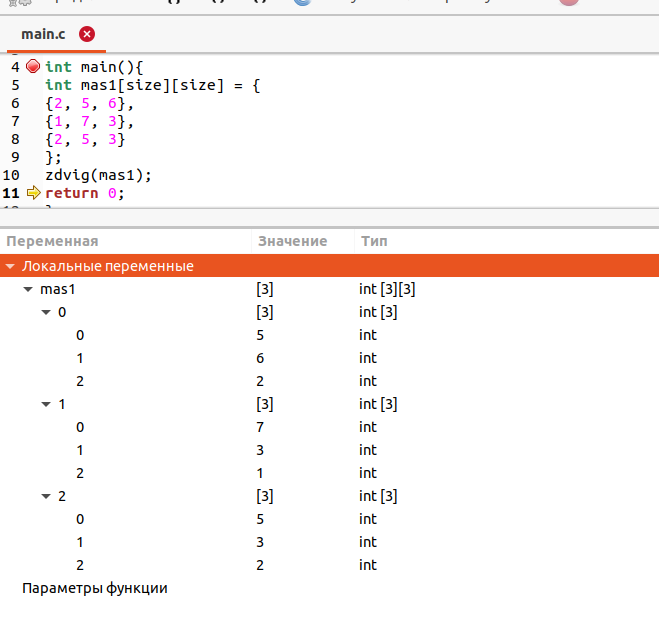 main.c
4 int main(){
5 int mas1[size][size] = {
6 {2, 5, 6},
7 {1, 7, 3},
8 {2, 5, 3}
9 };
10 zdvig(mas1);
11 return 0;
Переменная Значение Тип
Локальные переменные
mas1 [3] int [3][3]
0 [3] int [3]
0 5 int
1 6 int
2 2 int
1 [3] int [3]
0 7 int
1 3 int
2 1 int
2 [3] int [3]
0 5 int
1 3 int
2 2 int
Параметры функции